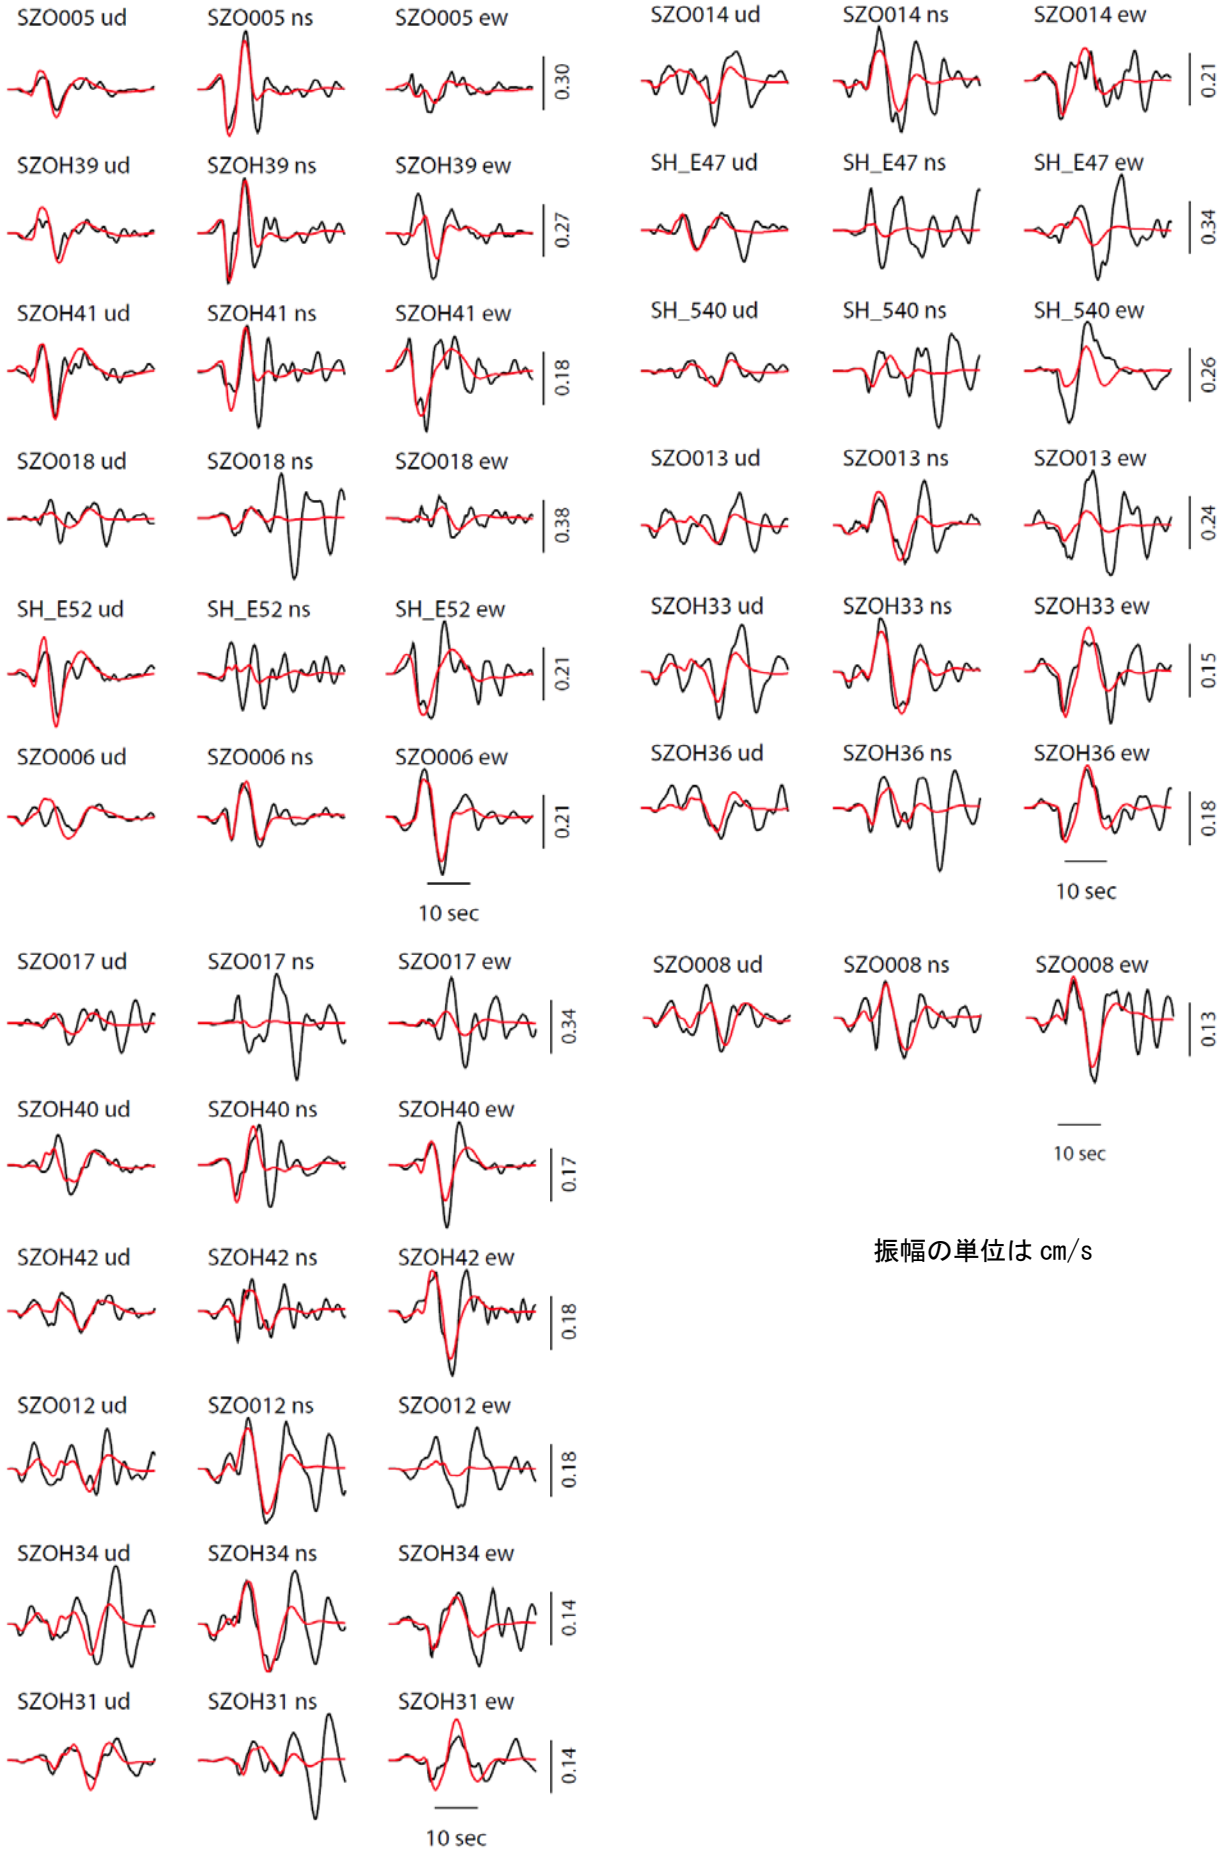 SZO005 ud SZO005 ns SZO005 ew 0.30
SZOH39 ud SZOH39 ns SZOH39 ew 0.27
SZOH41 ud SZOH41 ns SZOH41 ew 0.18
SZO018 ud SZO018 ns SZO018 ew 0.38
SH_E52 ud SH_E52 ns SH_E52 ew 0.21
SZO006 ud SZO006 ns SZO006 ew 0.21
10 sec
SZO014 ud SZO014 ns SZO014 ew 0.21
SH_E47 ud SH_E47 ns SH_E47 ew 0.34
SH_540 ud SH_540 ns SH_540 ew 0.26
SZO013 ud SZO013 ns SZO013 ew 0.24
SZOH33 ud SZOH33 ns SZOH33 ew 0.15
SZOH36 ud SZOH36 ns SZOH36 ew 0.18
10 sec
SZO017 ud SZO017 ns SZO017 ew 0.34
SZOH40 ud SZOH40 ns SZOH40 ew 0.17
SZOH42 ud SZOH42 ns SZOH42 ew 0.18
SZO012 ud SZO012 ns SZO012 ew 0.18
SZOH34 ud SZOH34 ns SZOH34 ew 0.14
SZOH31 ud SZOH31 ns SZOH31 ew 0.14
10 sec
SZO008 ud SZO008 ns SZO008 ew 0.13
10 sec
振幅の単位は cm/s